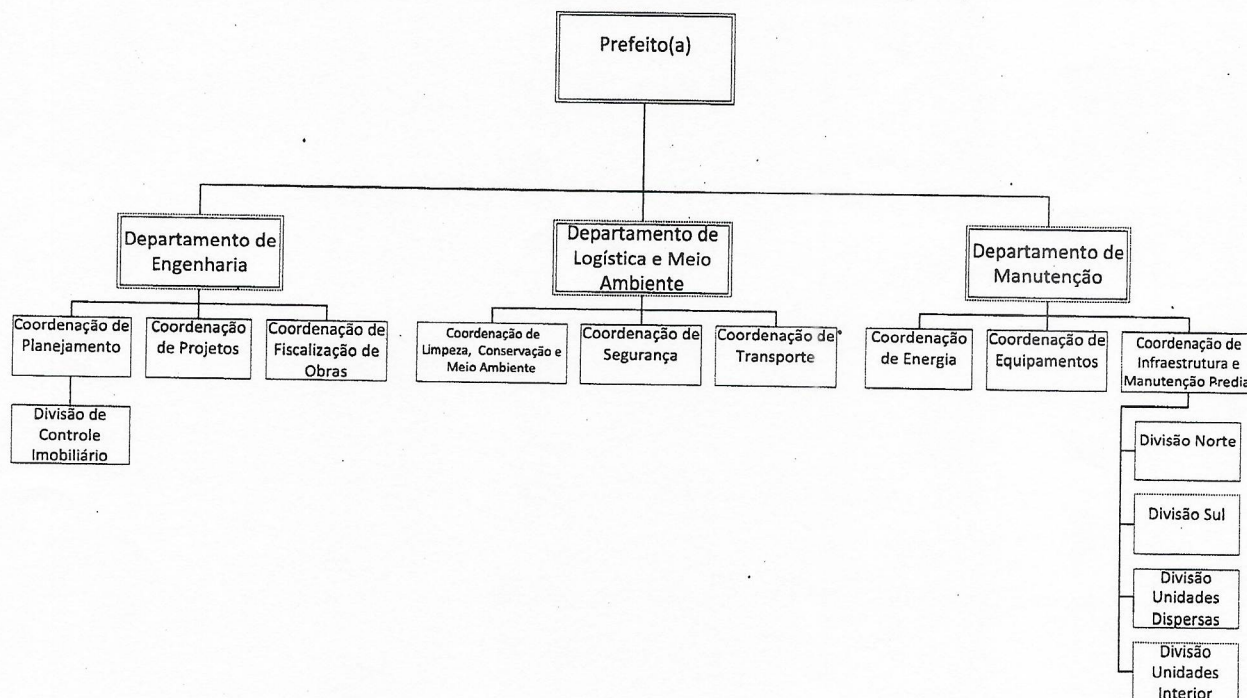 Prefeito(a)
Departamento de
Engenharia
Departamento de
Logística e Meio
Ambiente
Departamento de
Manutenção
Coordenação de
Planejamento
Coordenação
de Projetos
Coordenação de
Fiscalização de
Obras
Coordenação de
Limpeza, Conservação e
Meio Ambiente
Coordenação de
Segurança
Coordenação de
Transporte
Coordenação
de Energia
Coordenação de
Equipamentos
Coordenação de
Infraestrutura e
Manutenção Predia
Divisão de
Controle
Imobiliário
Divisão Norte
Divisão Sul
Divisão
Unidades
Dispersas
Divisão
Unidades
Interior